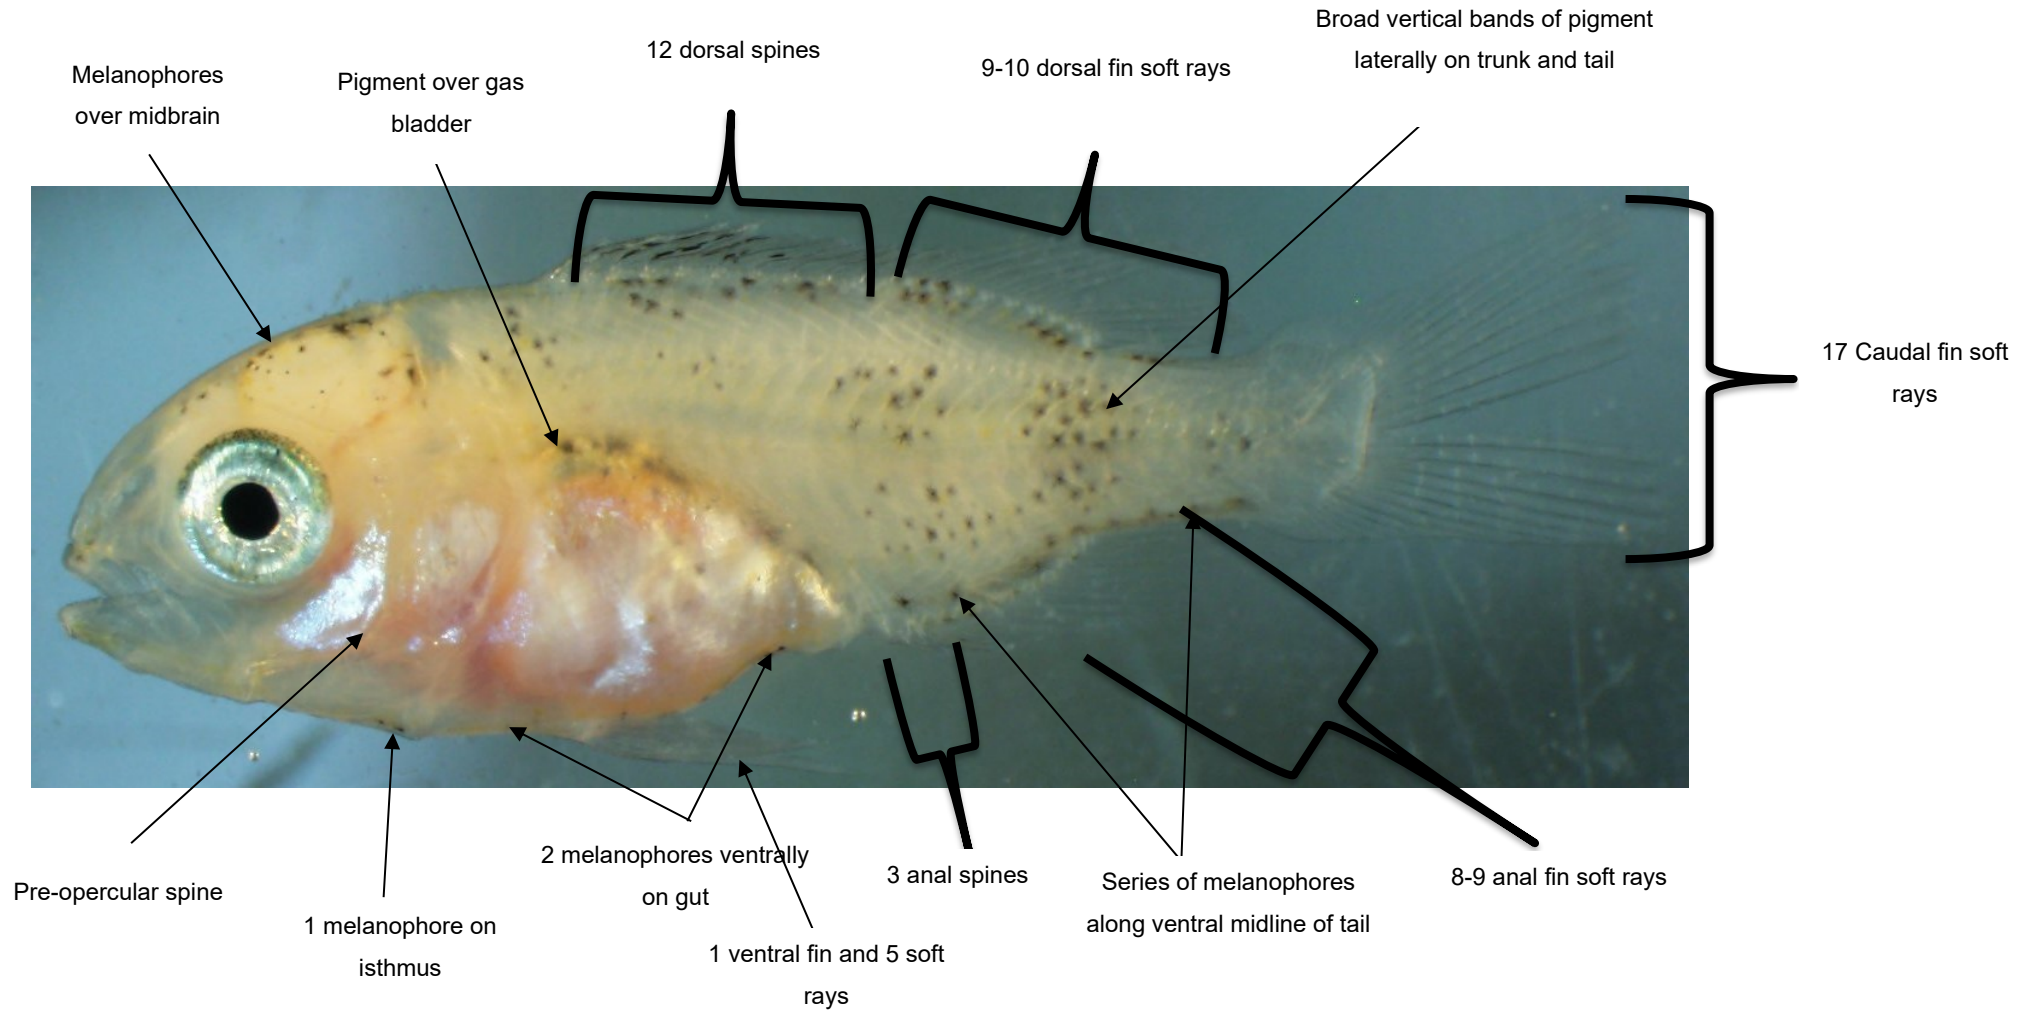 Broad vertical bands of pigment
laterally on trunk and tail
12 dorsal spines
9-10 dorsal fin soft rays
Melanophores
over midbrain
Pigment over gas
bladder
17 Caudal fin soft
rays
2 melanophores ventrally
on gut
3 anal spines
Series of melanophores
along ventral midline of tail
8-9 anal fin soft rays
Pre-opercular spine
1 melanophore on
isthmus
1 ventral fin and 5 soft
rays